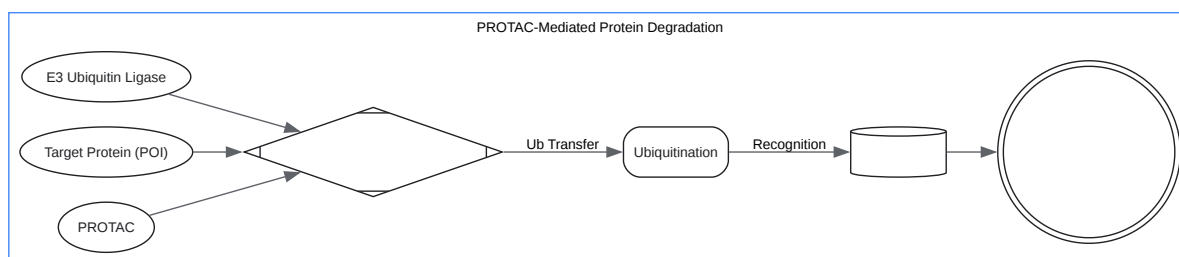 PROTAC-Mediated Protein Degradation
E3 Ubiquitin Ligase
Target Protein (POI)
PROTAC
Ub Transfer
Ubiquitination
Recognition